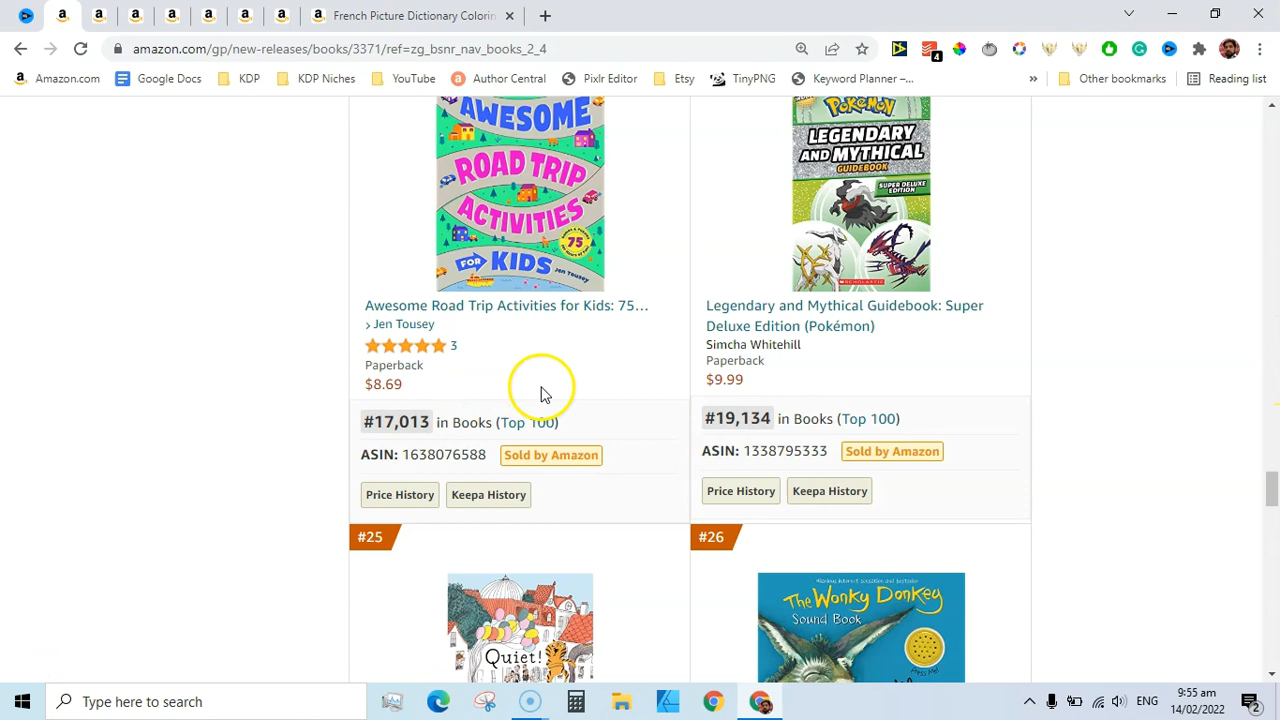 French Picture Dictionary Colorin
amazon.com/gp/new-releases/books/3371/ref=zg_bsnr_nav_books_2_4
4
Amazon.com
Google Docs
KDP
KDP Niches
YouTube
Author Central
Pixlr Editor
Etsy
TinyPNG
Keyword Planner –...
»
Other bookmarks
Reading list
AWESOME
ROAD TRIP
ACTIVITIES
75
FOR KIDS
Jen Tousey
POKÉMON
LEGENDARY
AND MYTHICAL
GUIDEBOOK
SUPER DELUXE
EDITION
SCHOLASTIC
Awesome Road Trip Activities for Kids: 75...
› Jen Tousey
3
Paperback
$8.69
#17,013 in Books (Top 100)
ASIN: 1638076588 Sold by Amazon
Price History Keepa History
Legendary and Mythical Guidebook: Super
Deluxe Edition (Pokémon)
Simcha Whitehill
Paperback
$9.99
#19,134 in Books (Top 100)
ASIN: 1338795333 Sold by Amazon
Price History Keepa History
#25
Quiet!
#26
The Wonky Donkey
Sound Book
Press Me!
Type here to search
ENG
9:55 am
14/02/2022
2